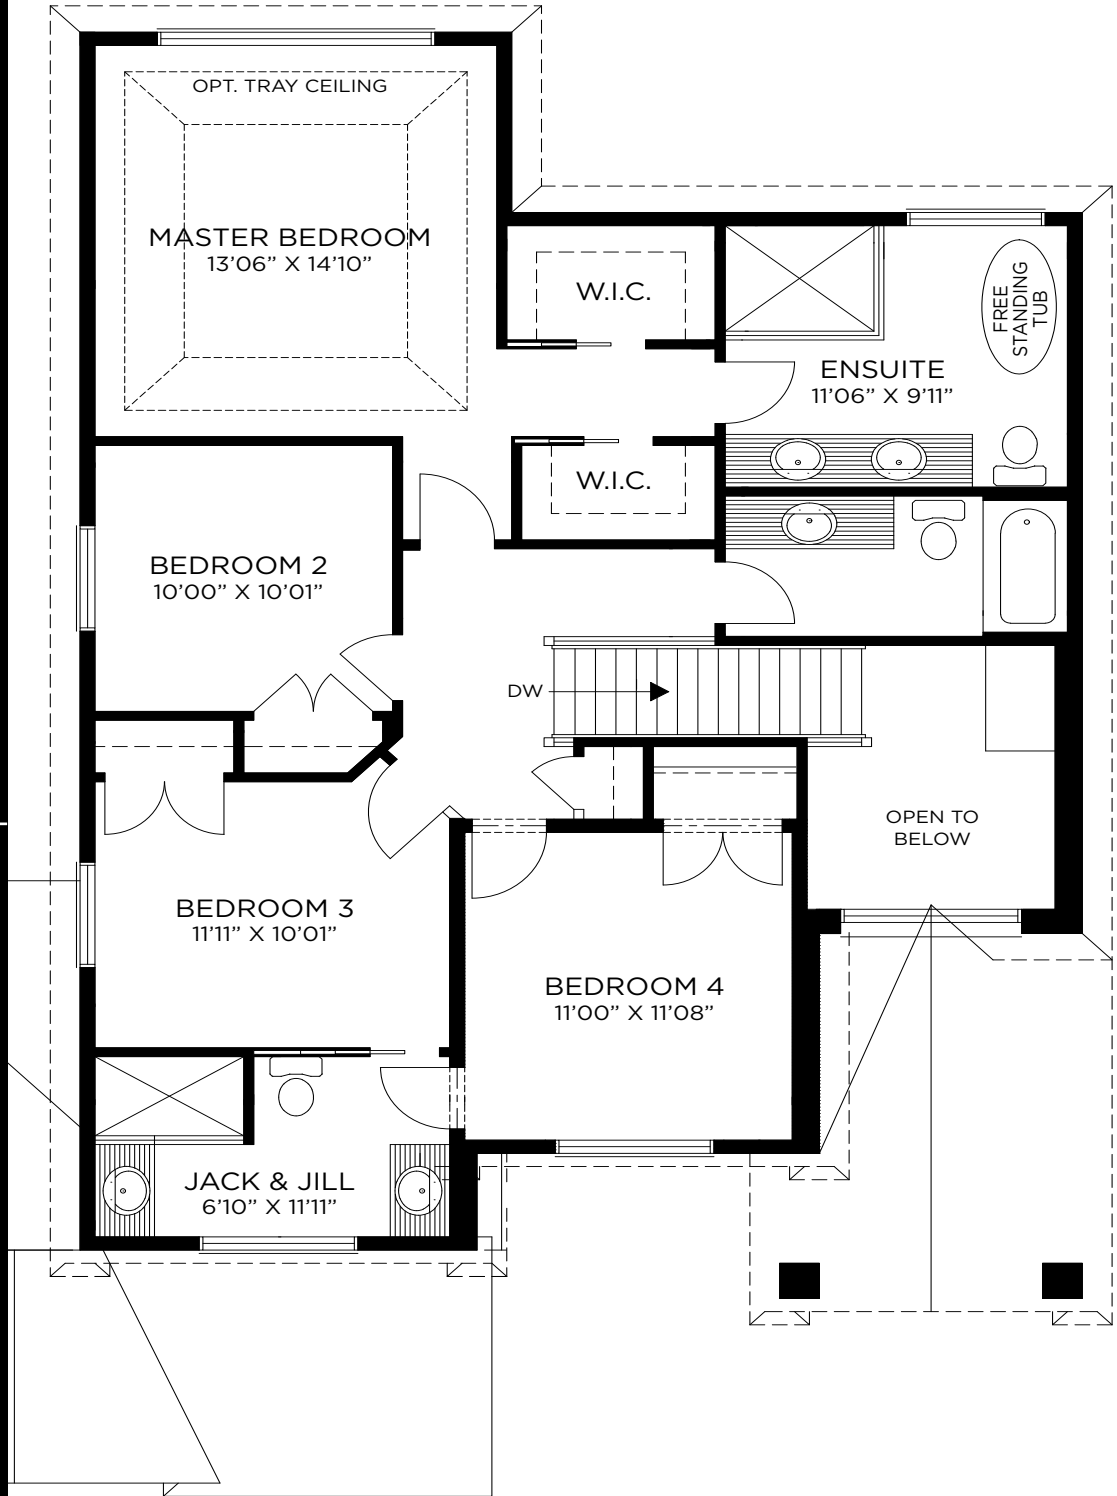 OPT. TRAY CEILING
MASTER BEDROOM
13'06" X 14'10"
W.I.C.
FREE
STANDING
TUB
ENSUITE
11'06" X 9'11"
W.I.C.
BEDROOM 2
10'00" X 10'01"
DW
OPEN TO
BELOW
BEDROOM 3
11'11" X 10'01"
BEDROOM 4
11'00" X 11'08"
JACK & JILL
6'10" X 11'11"